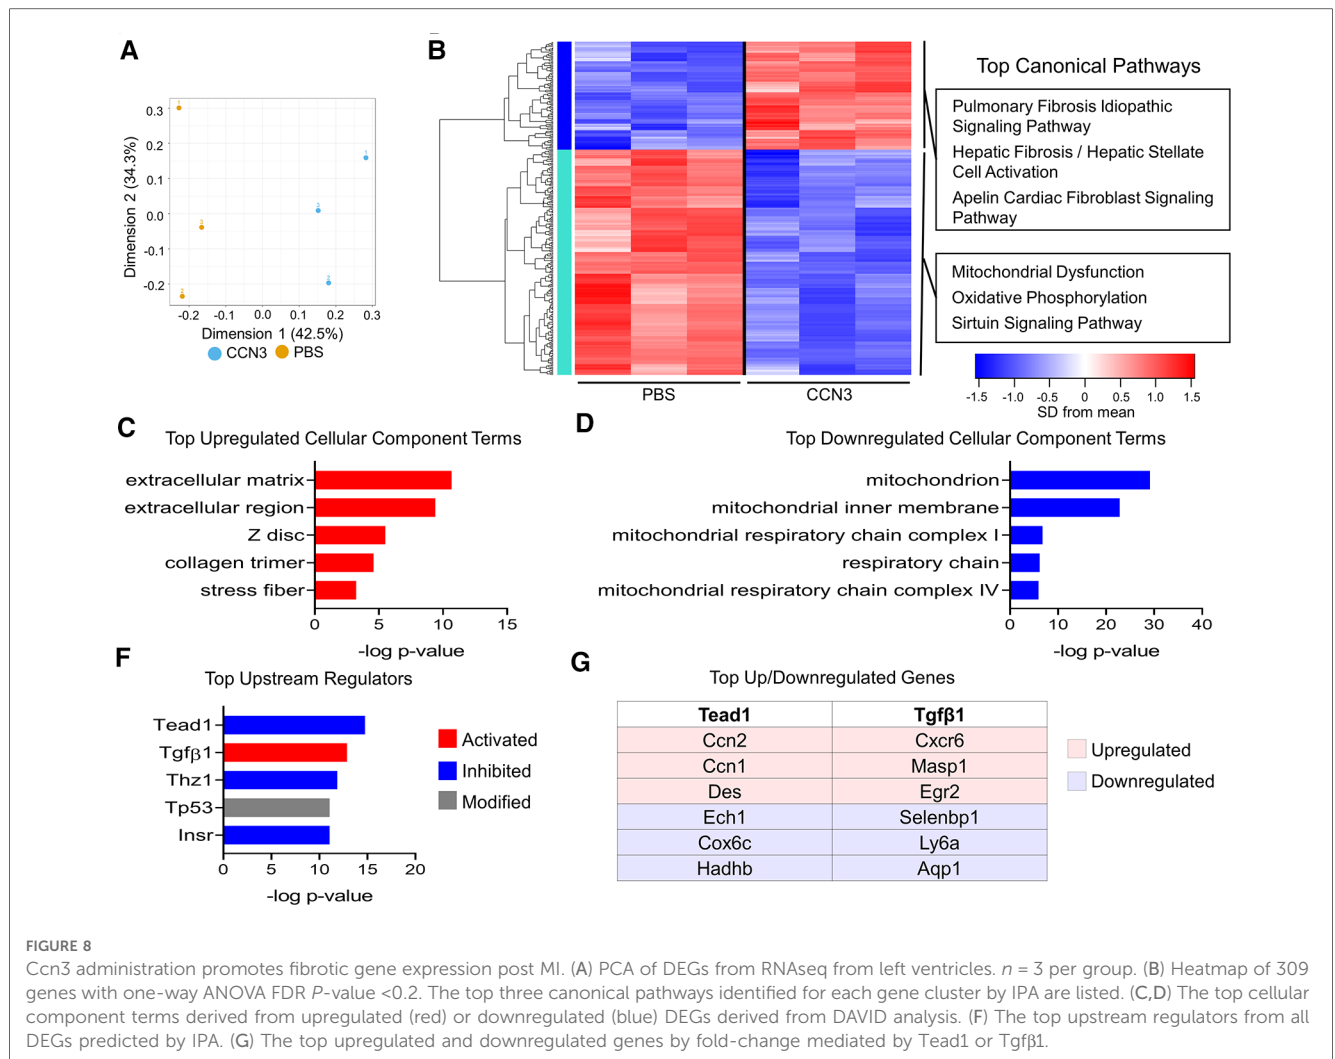 A
0.3
0.2
0.1
0.0
-0.1
-0.2
Dimension 2 (34.3%)
-0.2 -0.1 0.0 0.1 0.2 0.3
Dimension 1 (42.5%)
CCN3 PBS
B
PBS CCN3
Top Canonical Pathways
Pulmonary Fibrosis Idiopathic
Signaling Pathway
Hepatic Fibrosis / Hepatic Stellate
Cell Activation
Apelin Cardiac Fibroblast Signaling
Pathway
Mitochondrial Dysfunction
Oxidative Phosphorylation
Sirtuin Signaling Pathway
-1.5 -1.0 -0.5 0 0.5 1.0 1.5
SD from mean
C
Top Upregulated Cellular Component Terms
extracellular matrix
extracellular region
Z disc
collagen trimer
stress fiber
0 5 10 15
-log p-value
D
Top Downregulated Cellular Component Terms
mitochondrion
mitochondrial inner membrane
mitochondrial respiratory chain complex I
respiratory chain
mitochondrial respiratory chain complex IV
0 10 20 30 40
-log p-value
F
Top Upstream Regulators
Tead1
Tgfβ1
Thz1
Tp53
Insr
0 5 10 15 20
-log p-value
Activated
Inhibited
Modified
G
Top Up/Downregulated Genes
Tead1 Tgfβ1
Ccn2 Cxcr6
Ccn1 Masp1
Des Egr2
Ech1 Selenbp1
Cox6c Ly6a
Hadhb Aqp1
Upregulated
Downregulated
FIGURE 8
Ccn3 administration promotes fibrotic gene expression post MI. (A) PCA of DEGs from RNAseq from left ventricles. n = 3 per group. (B) Heatmap of 309
genes with one-way ANOVA FDR P-value <0.2. The top three canonical pathways identified for each gene cluster by IPA are listed. (C,D) The top cellular
component terms derived from upregulated (red) or downregulated (blue) DEGs derived from DAVID analysis. (F) The top upstream regulators from all
DEGs predicted by IPA. (G) The top upregulated and downregulated genes by fold-change mediated by Tead1 or Tgfβ1.